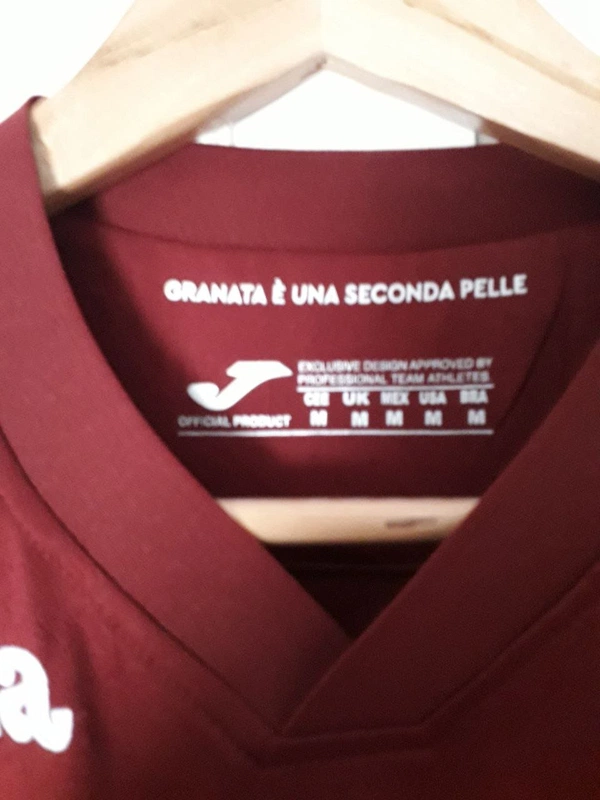 GRANATA È UNA SECONDA PELLE
EXCLUSIVE DESIGN APPROVED BY
PROFESSIONAL TEAM ATHLETES
CEE UK MEX USA BRA
M M M M M
OFFICIAL PRODUCT
a